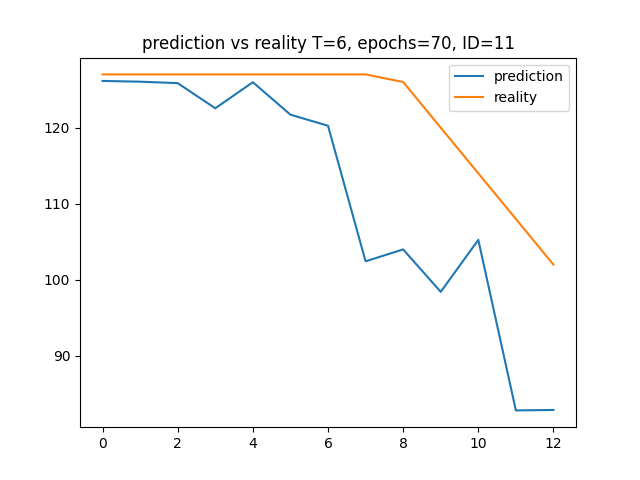 prediction vs reality T=6, epochs=70, ID=11
prediction
reality
120
110
100
90
0 2 4 6 8 10 12